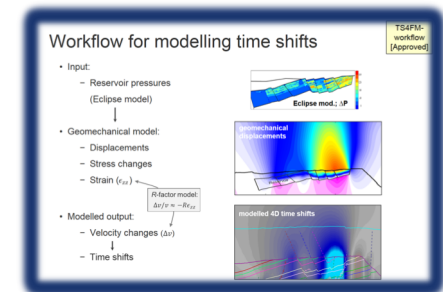 TS4FM-
workflow
[Approved]
Workflow for modelling time shifts
• Input:
– Reservoir pressures
(Eclipse model)
Eclipse mod.; ΔP
• Geomechanical model:
– Displacements
– Stress changes
– Strain (ϵzz)
geomechanical
displacements
R-factor model:
Δv/v = −Rϵzz
• Modelled output:
– Velocity changes (Δv)
– Time shifts
modelled 4D time shifts